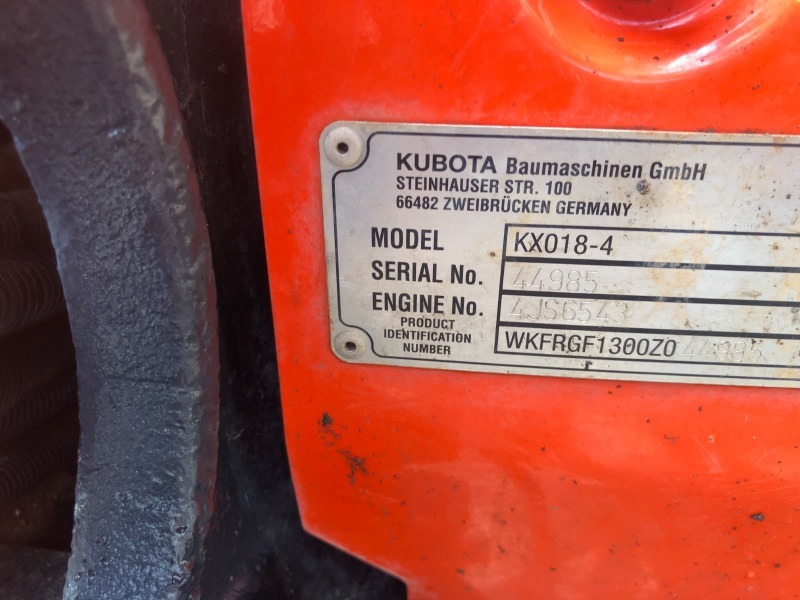 KUBOTA Baumaschinen GmbH
STEINHAUSER STR. 100
66482 ZWEIBRÜCKEN GERMANY
MODEL KX018-4
SERIAL No. 44985
ENGINE No. 4JS6543
PRODUCT
IDENTIFICATION
NUMBER
WKFRGF1300Z044985